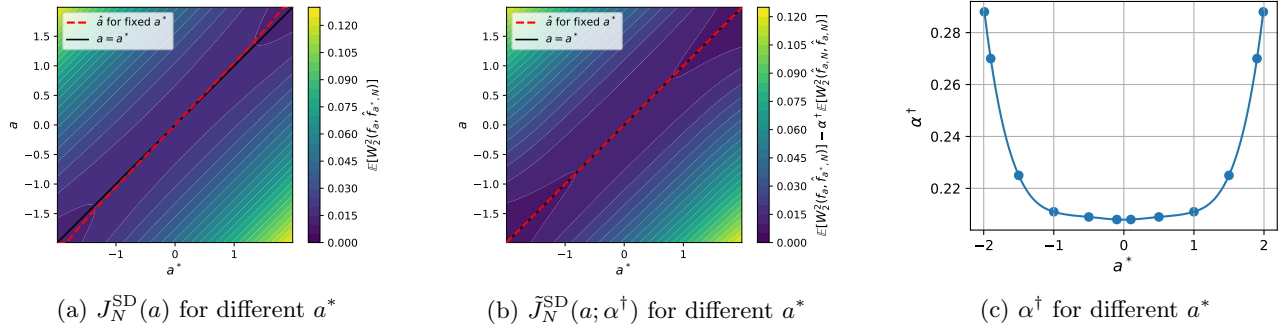 1.5
1.0
0.5
0.0
−0.5
−1.0
−1.5
a
−1 0 1
a*
â for fixed a*
a = a*
0.120
0.105
0.090
0.075
0.060
0.045
0.030
0.015
0.000
𝔼[W₂²(f_a, f̂_{a*,N})]
(a) J_N^{SD}(a) for different a*
1.5
1.0
0.5
0.0
−0.5
−1.0
−1.5
a
−1 0 1
a*
â for fixed a*
a = a*
0.120
0.105
0.090
0.075
0.060
0.045
0.030
0.015
0.000
𝔼[W₂²(f_a, f̂_{a*,N})] − α†𝔼[W₂²(f_a, f̂_{a,N})]
(b) J̃_N^{SD}(a; α†) for different a*
0.28
0.26
0.24
0.22
α†
−2 −1 0 1 2
a*
(c) α† for different a*